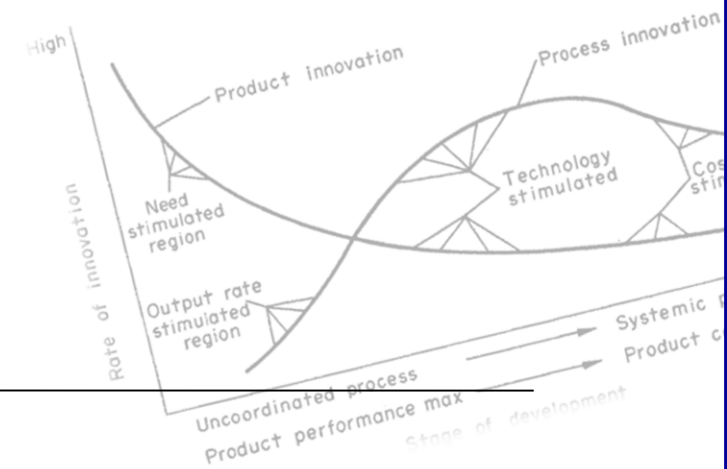 High
Product innovation
Process innovation
Need
stimulated
region
Technology
stimulated
Output rate
stimulated
region
Rate of innovation
Systemic
Product
Uncoordinated process
Product performance max
Stage of development